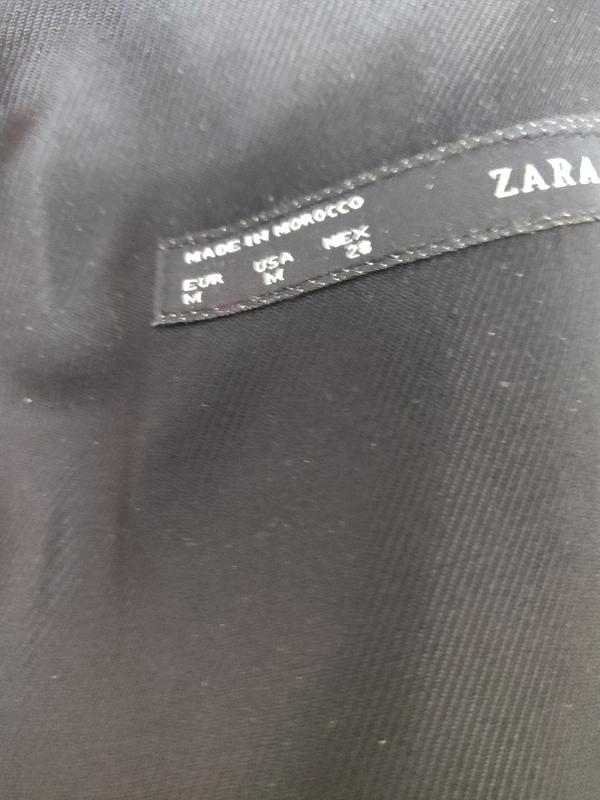 ZARA
MADE IN MOROCCO
EUR USA MEX
M M 28